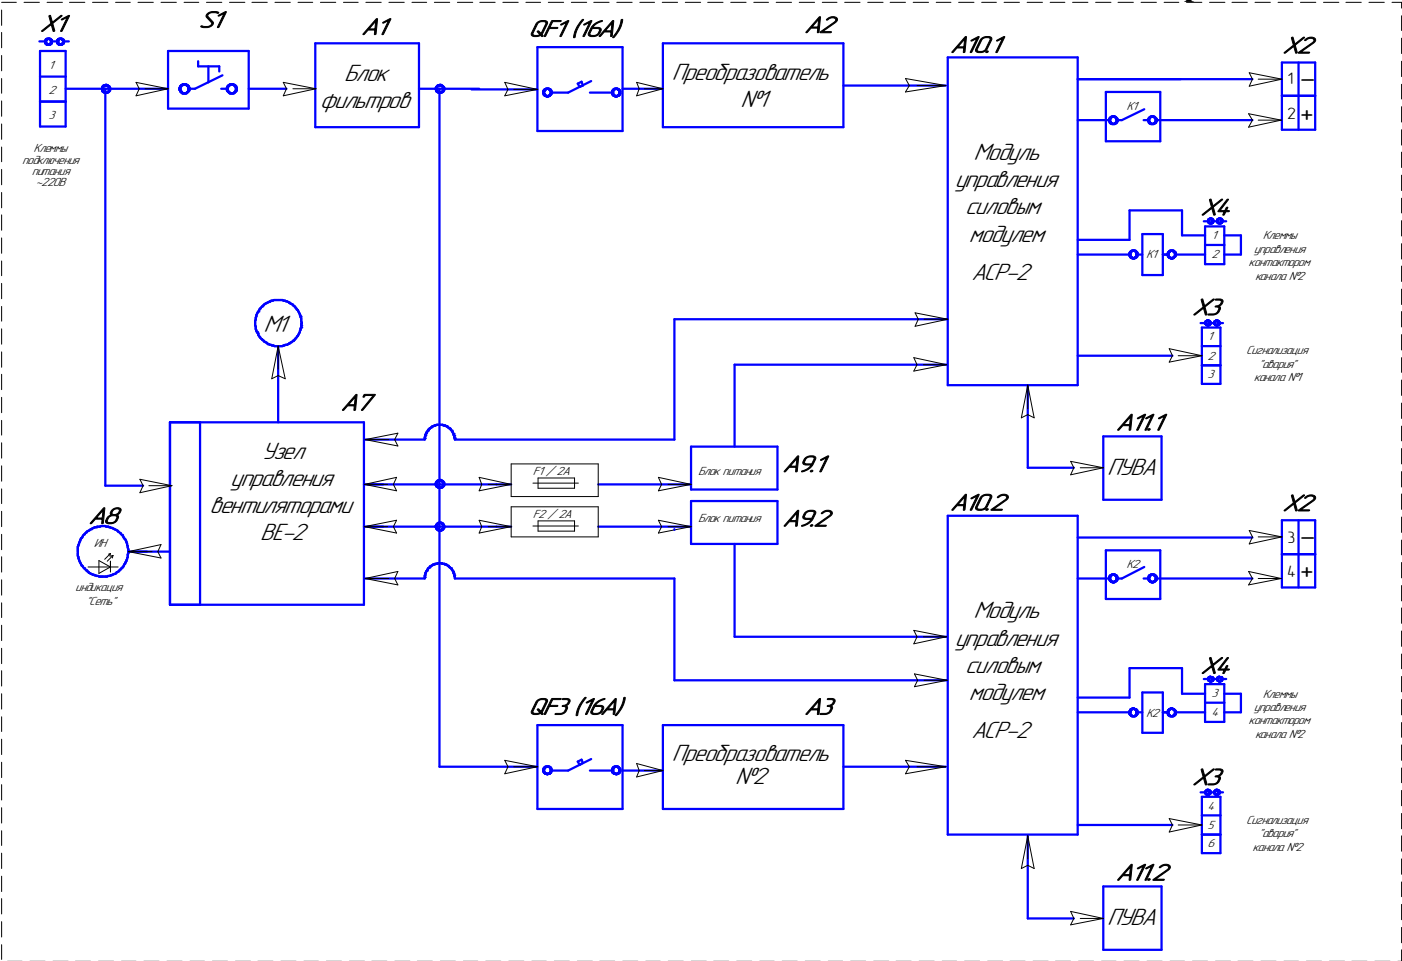 X1
1
2
3
Клеммы
подключения
питания
~220В
S1
A1
Блок
фильтров
QF1 (16A)
A2
Преобразователь
№1
A10.1
Модуль
управления
силовым
модулем
АСР-2
X2
1 −
2 +
K1
X4
1
2
K1
Клеммы
управления
контактором
канала №2
X3
1
2
3
Сигнализация
"авария"
канала №1
A11.1
ПУВА
M1
A7
Узел
управления
вентиляторами
ВЕ-2
A8
ИН
индикация
"Сеть"
F1 / 2A
F2 / 2A
Блок питания
A9.1
Блок питания
A9.2
A10.2
Модуль
управления
силовым
модулем
АСР-2
X2
3 −
4 +
K2
X4
3
4
K2
Клеммы
управления
контактором
канала №2
QF3 (16A)
A3
Преобразователь
№2
X3
4
5
6
Сигнализация
"авария"
канала №2
A11.2
ПУВА